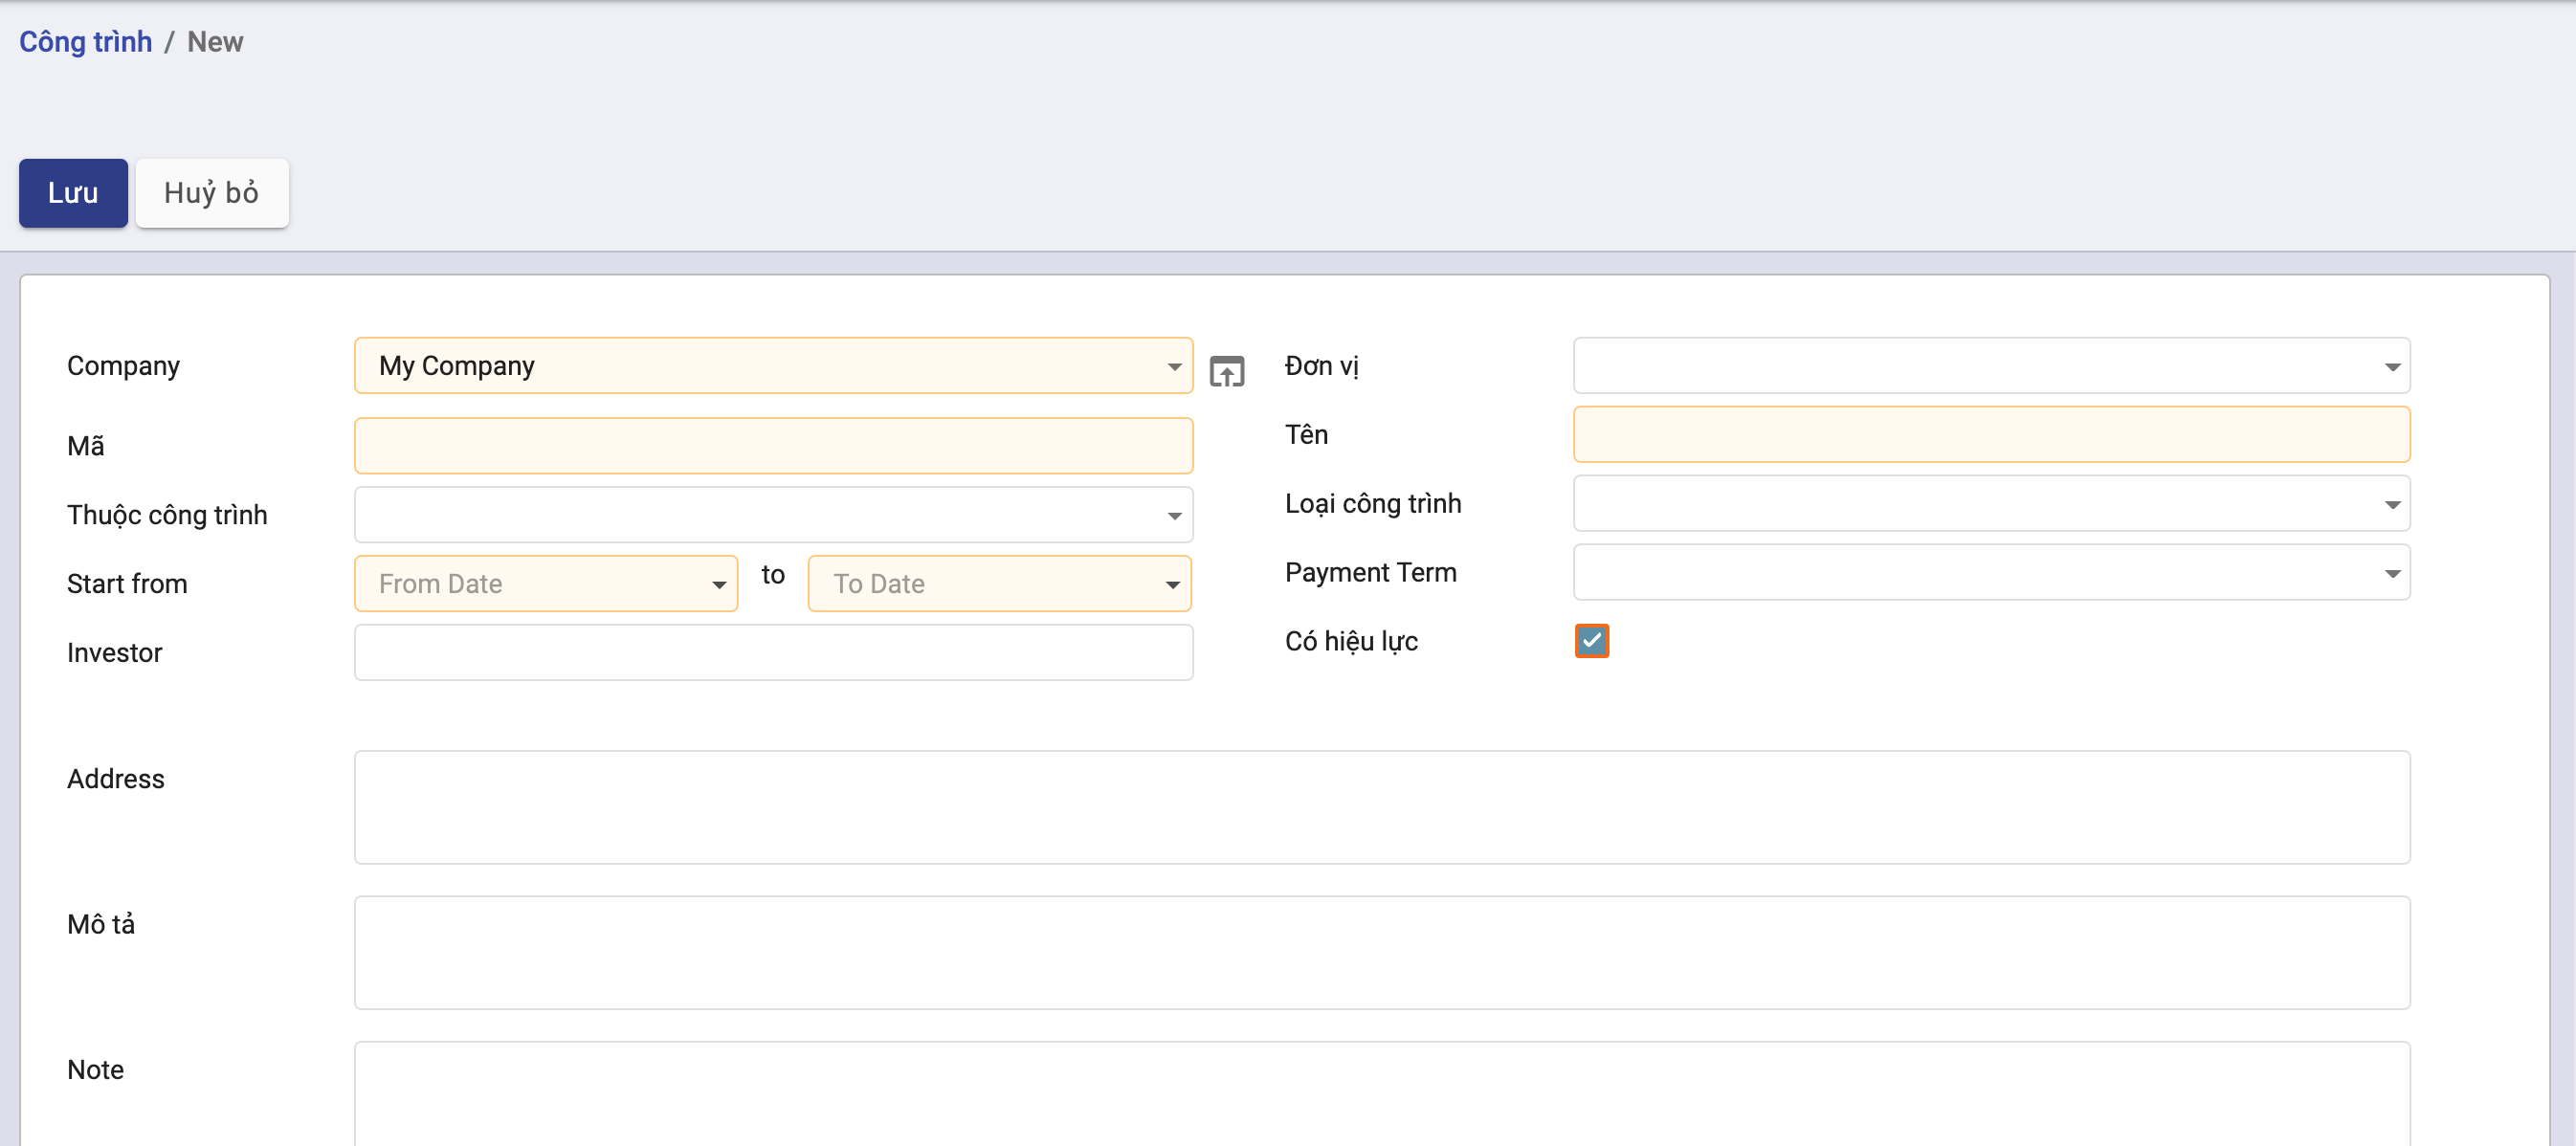 Công trình / New
Lưu Huỷ bỏ
Company My Company Đơn vị
Mã Tên
Thuộc công trình Loại công trình
Start from From Date to To Date Payment Term
Investor Có hiệu lực
Address
Mô tả
Note